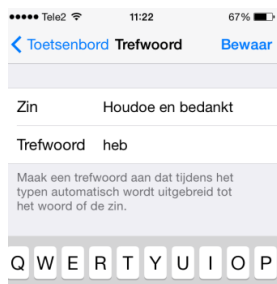 Tele2 11:22 67%
Toetsenbord Trefwoord Bewaar
Zin Houdoe en bedankt
Trefwoord heb
Maak een trefwoord aan dat tijdens het
typen automatisch wordt uitgebreid tot
het woord of de zin.
Q W E R T Y U I O P